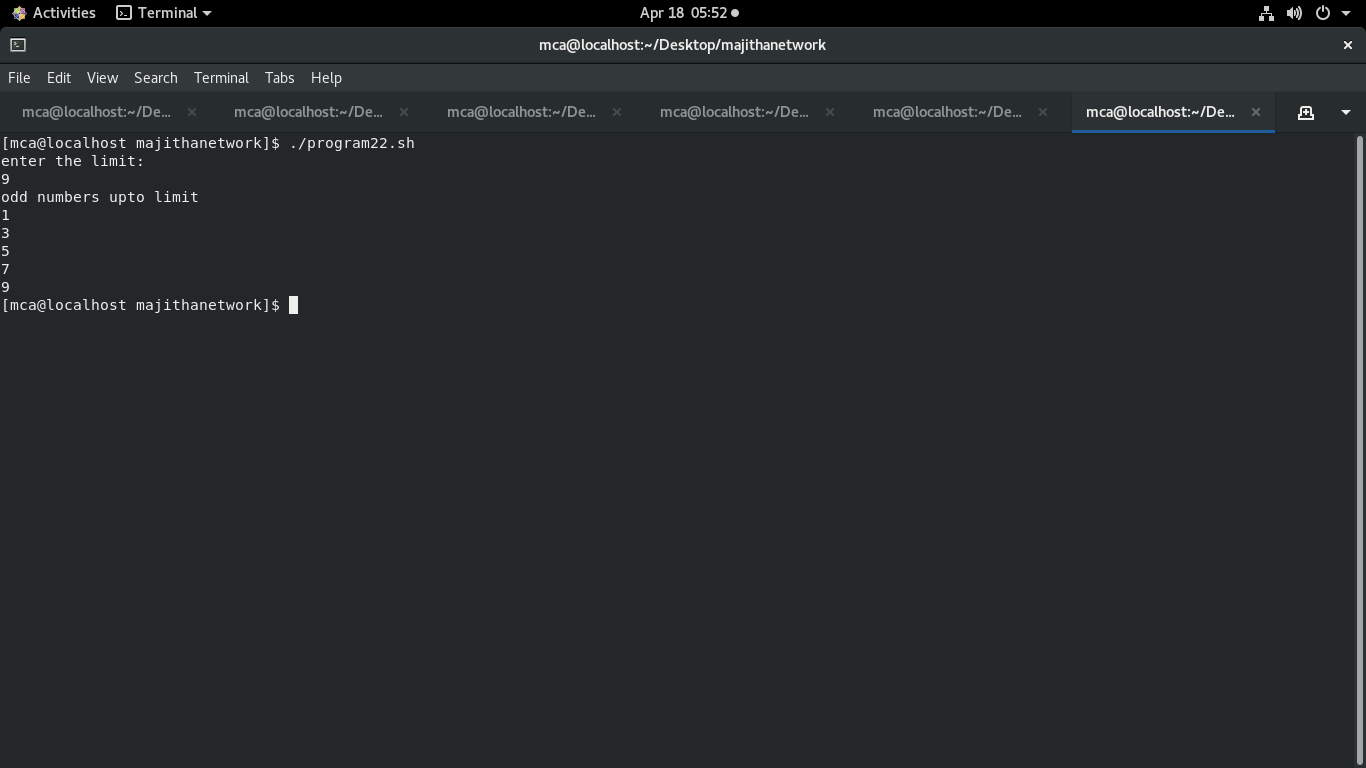 Activities Terminal Apr 18 05:52
mca@localhost:~/Desktop/majithanetwork
File Edit View Search Terminal Tabs Help
mca@localhost:~/De... mca@localhost:~/De... mca@localhost:~/De... mca@localhost:~/De... mca@localhost:~/De... mca@localhost:~/De...
[mca@localhost majithanetwork]$ ./program22.sh
enter the limit:
9
odd numbers upto limit
1
3
5
7
9
[mca@localhost majithanetwork]$